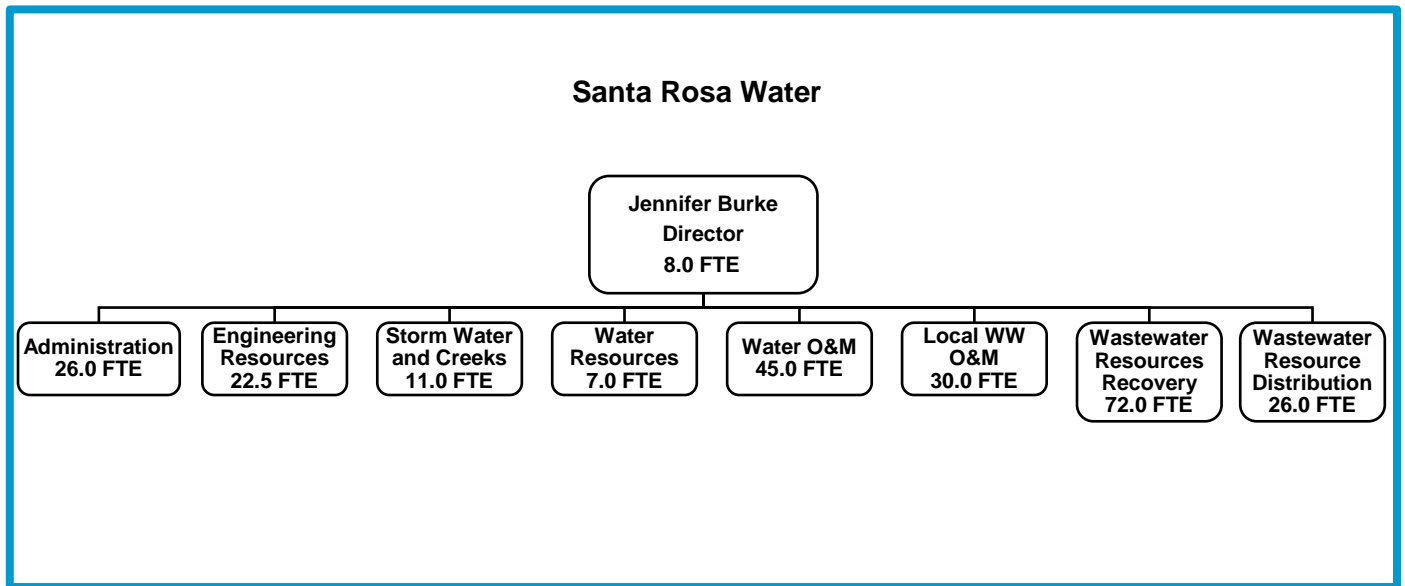 Santa Rosa Water
Jennifer Burke
Director
8.0 FTE
Administration
26.0 FTE
Engineering
Resources
22.5 FTE
Storm Water
and Creeks
11.0 FTE
Water
Resources
7.0 FTE
Water O&M
45.0 FTE
Local WW
O&M
30.0 FTE
Wastewater
Resources
Recovery
72.0 FTE
Wastewater
Resource
Distribution
26.0 FTE